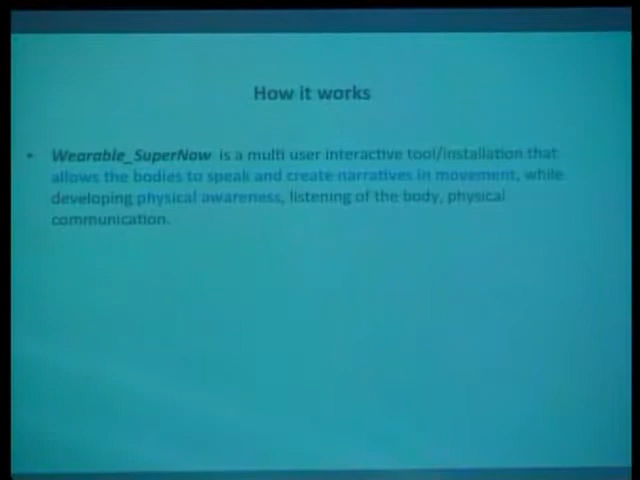 How it works
• Wearable_SuperNow is a multi user interactive tool/installation that
allows the bodies to speak and create narratives in movement, while
developing physical awareness, listening of the body, physical
communication.